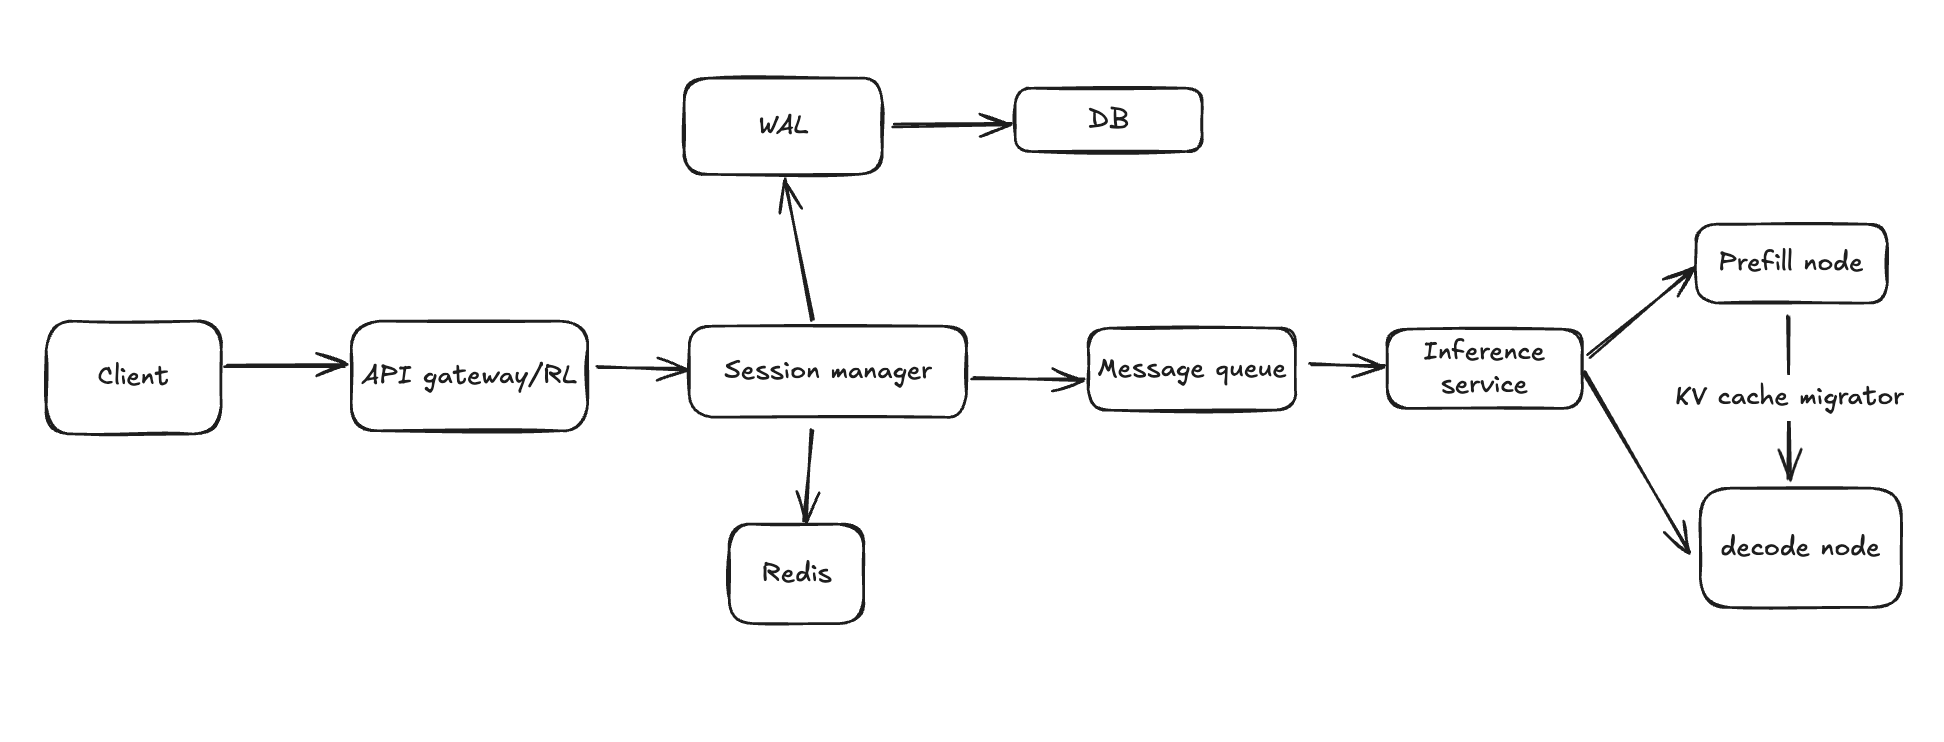 WAL
DB
Prefill node
Client
API gateway/RL
Session manager
Message queue
Inference
service
KV cache migrator
Redis
decode node